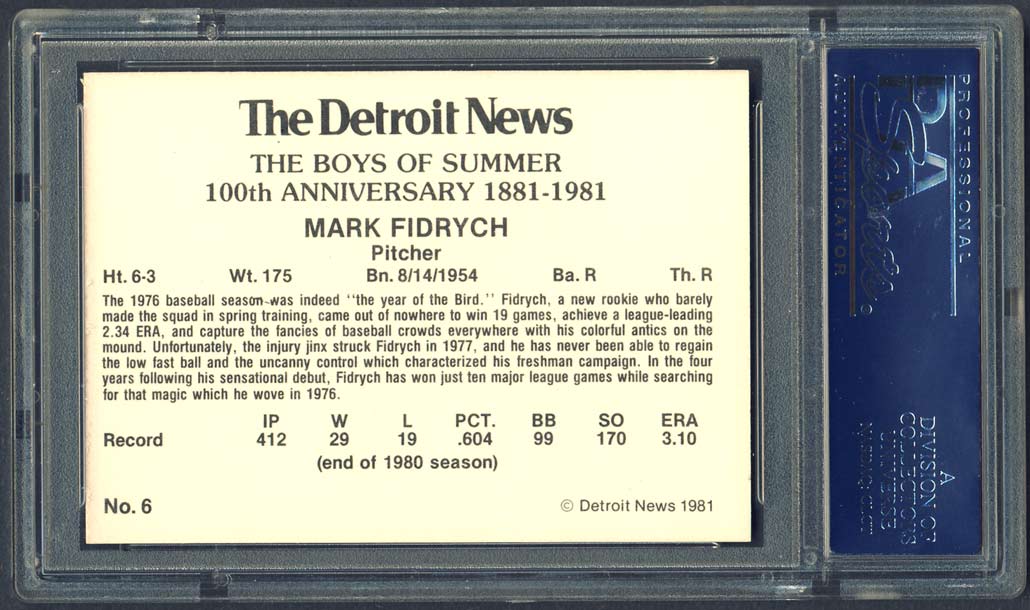 The Detroit News
THE BOYS OF SUMMER
100th ANNIVERSARY 1881-1981
MARK FIDRYCH
Pitcher
Ht. 6-3 Wt. 175 Bn. 8/14/1954 Ba. R Th. R
The 1976 baseball season was indeed ''the year of the Bird.'' Fidrych, a new rookie who barely
made the squad in spring training, came out of nowhere to win 19 games, achieve a league-leading
2.34 ERA, and capture the fancies of baseball crowds everywhere with his colorful antics on the
mound. Unfortunately, the injury jinx struck Fidrych in 1977, and he has never been able to regain
the low fast ball and the uncanny control which characterized his freshman campaign. In the four
years following his sensational debut, Fidrych has won just ten major league games while searching
for that magic which he wove in 1976.
IP W L PCT. BB SO ERA
Record 412 29 19 .604 99 170 3.10
(end of 1980 season)
No. 6 © Detroit News 1981
PROFESSIONAL
PSA
Sports
AUTHENTICATOR
A
DIVISION OF
COLLECTORS
UNIVERSE
NASDAQ: CLCT